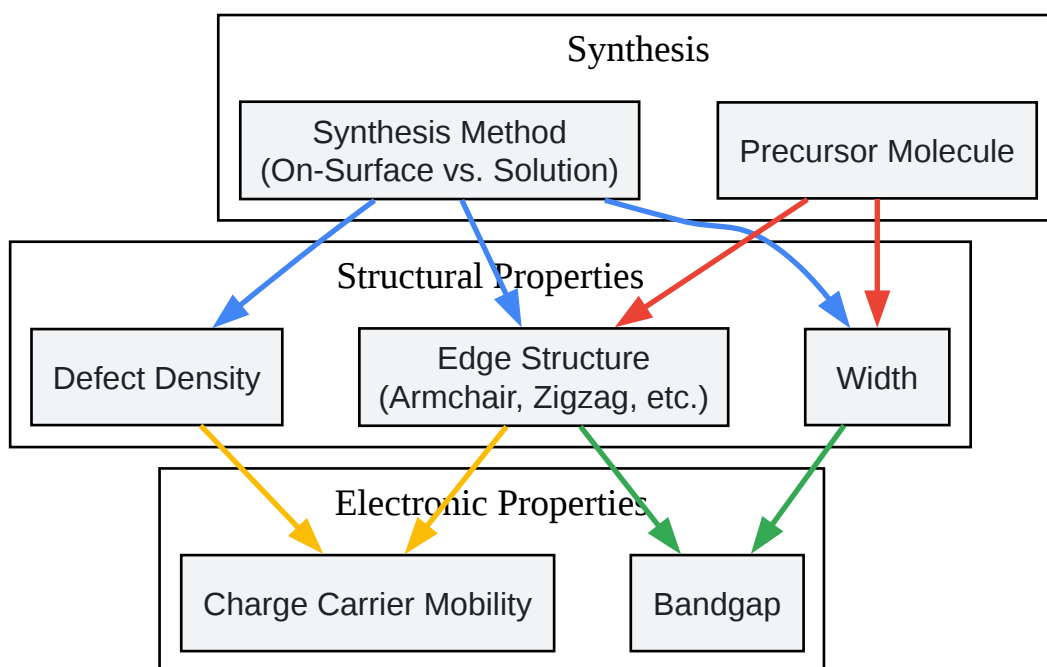 Synthesis
Synthesis Method
(On-Surface vs. Solution)
Precursor Molecule
Structural Properties
Defect Density
Edge Structure
(Armchair, Zigzag, etc.)
Width
Electronic Properties
Charge Carrier Mobility
Bandgap